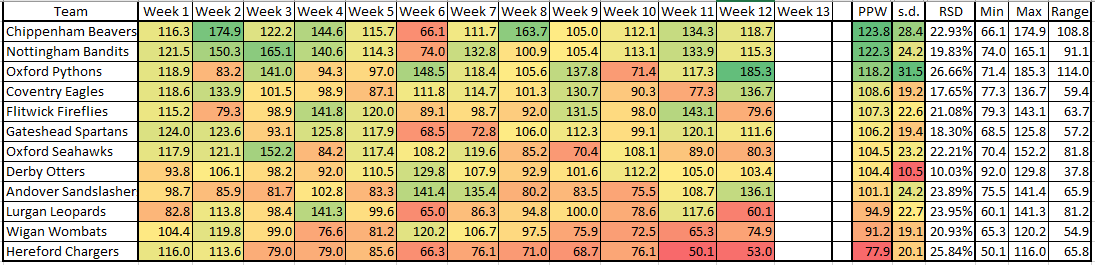 Team Week 1 Week 2 Week 3 Week 4 Week 5 Week 6 Week 7 Week 8 Week 9 Week 10 Week 11 Week 12 Week 13 PPW s.d. RSD Min Max Range
Chippenham Beavers 116.3 174.9 122.2 144.6 115.7 66.1 111.7 163.7 105.0 112.1 134.3 118.7 123.8 28.4 22.93% 66.1 174.9 108.8
Nottingham Bandits 121.5 150.3 165.1 140.6 114.3 74.0 132.8 100.9 105.4 113.1 133.9 115.3 122.3 24.2 19.83% 74.0 165.1 91.1
Oxford Pythons 118.9 83.2 141.0 94.3 97.0 148.5 118.4 105.6 137.8 71.4 117.3 185.3 118.2 31.5 26.66% 71.4 185.3 114.0
Coventry Eagles 118.6 133.9 101.5 98.9 87.1 111.8 114.7 101.3 130.7 90.3 77.3 136.7 108.6 19.2 17.65% 77.3 136.7 59.4
Flitwick Fireflies 115.2 79.3 98.9 141.8 120.0 89.1 98.7 92.0 131.5 98.0 143.1 79.6 107.3 22.6 21.08% 79.3 143.1 63.7
Gateshead Spartans 124.0 123.6 93.1 125.8 117.9 68.5 72.8 106.0 112.3 99.1 120.1 111.6 106.2 19.4 18.30% 68.5 125.8 57.2
Oxford Seahawks 117.9 121.1 152.2 84.2 117.4 108.2 119.6 85.2 70.4 108.1 89.0 80.3 104.5 23.2 22.21% 70.4 152.2 81.8
Derby Otters 93.8 106.1 98.2 92.0 110.5 129.8 107.9 92.9 101.6 112.2 105.0 103.4 104.4 10.5 10.03% 92.0 129.8 37.8
Andover Sandslasher 98.7 85.9 81.7 102.8 83.3 141.4 135.4 80.2 83.5 75.5 108.7 136.1 101.1 24.2 23.89% 75.5 141.4 65.9
Lurgan Leopards 82.8 113.8 98.4 141.3 99.6 65.0 86.3 94.8 100.0 78.6 117.6 60.1 94.9 22.7 23.95% 60.1 141.3 81.2
Wigan Wombats 104.4 119.8 99.0 76.6 81.2 120.2 106.7 97.5 75.9 72.5 65.3 74.9 91.2 19.1 20.93% 65.3 120.2 54.9
Hereford Chargers 116.0 113.6 79.0 79.0 85.6 66.3 76.1 71.0 68.7 76.1 50.1 53.0 77.9 20.1 25.84% 50.1 116.0 65.8